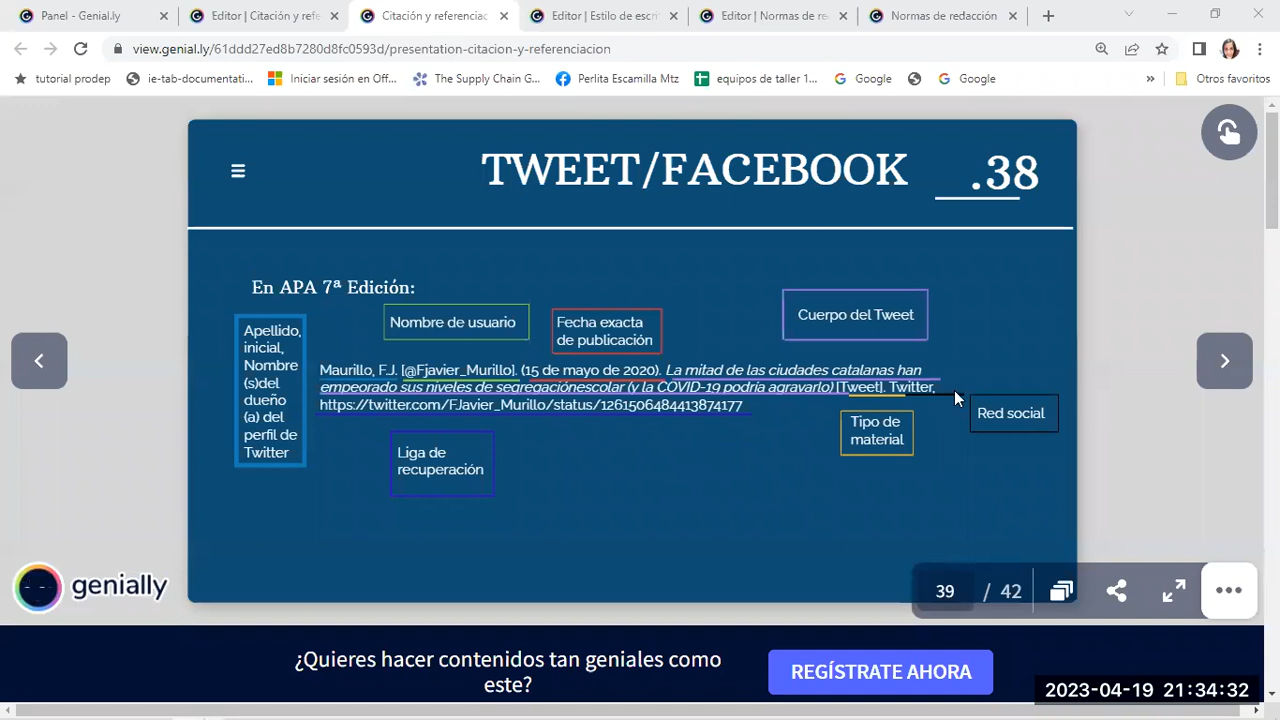 Panel - Genial.ly
Editor | Citación y refere
Citación y referenciac
Editor | Estilo de escri
Editor | Normas de re
Normas de redacción
view.genial.ly/61ddd27ed8b7280d8fc0593d/presentation-citacion-y-referenciacion
tutorial prodep
ie-tab-documentati...
Iniciar sesión en Off...
The Supply Chain G...
Perlita Escamilla Mtz
equipos de taller 1...
Google
Google
»
Otros favoritos
TWEET/FACEBOOK
.38
En APA 7ª Edición:
Nombre de usuario
Fecha exacta
de publicación
Cuerpo del Tweet
Apellido,
inicial,
Nombre
(s)del
dueño
(a) del
perfil de
Twitter
Maurillo, F.J. [@Fjavier_Murillo]. (15 de mayo de 2020). La mitad de las ciudades catalanas han
empeorado sus niveles de segregaciónescolar (y la COVID-19 podría agravarlo) [Tweet]. Twitter,
https://twitter.com/FJavier_Murillo/status/1261506484413874177
Red social
Tipo de
material
Liga de
recuperación
genially
39 / 42
¿Quieres hacer contenidos tan geniales como
este?
REGÍSTRATE AHORA
2023-04-19 21:34:32